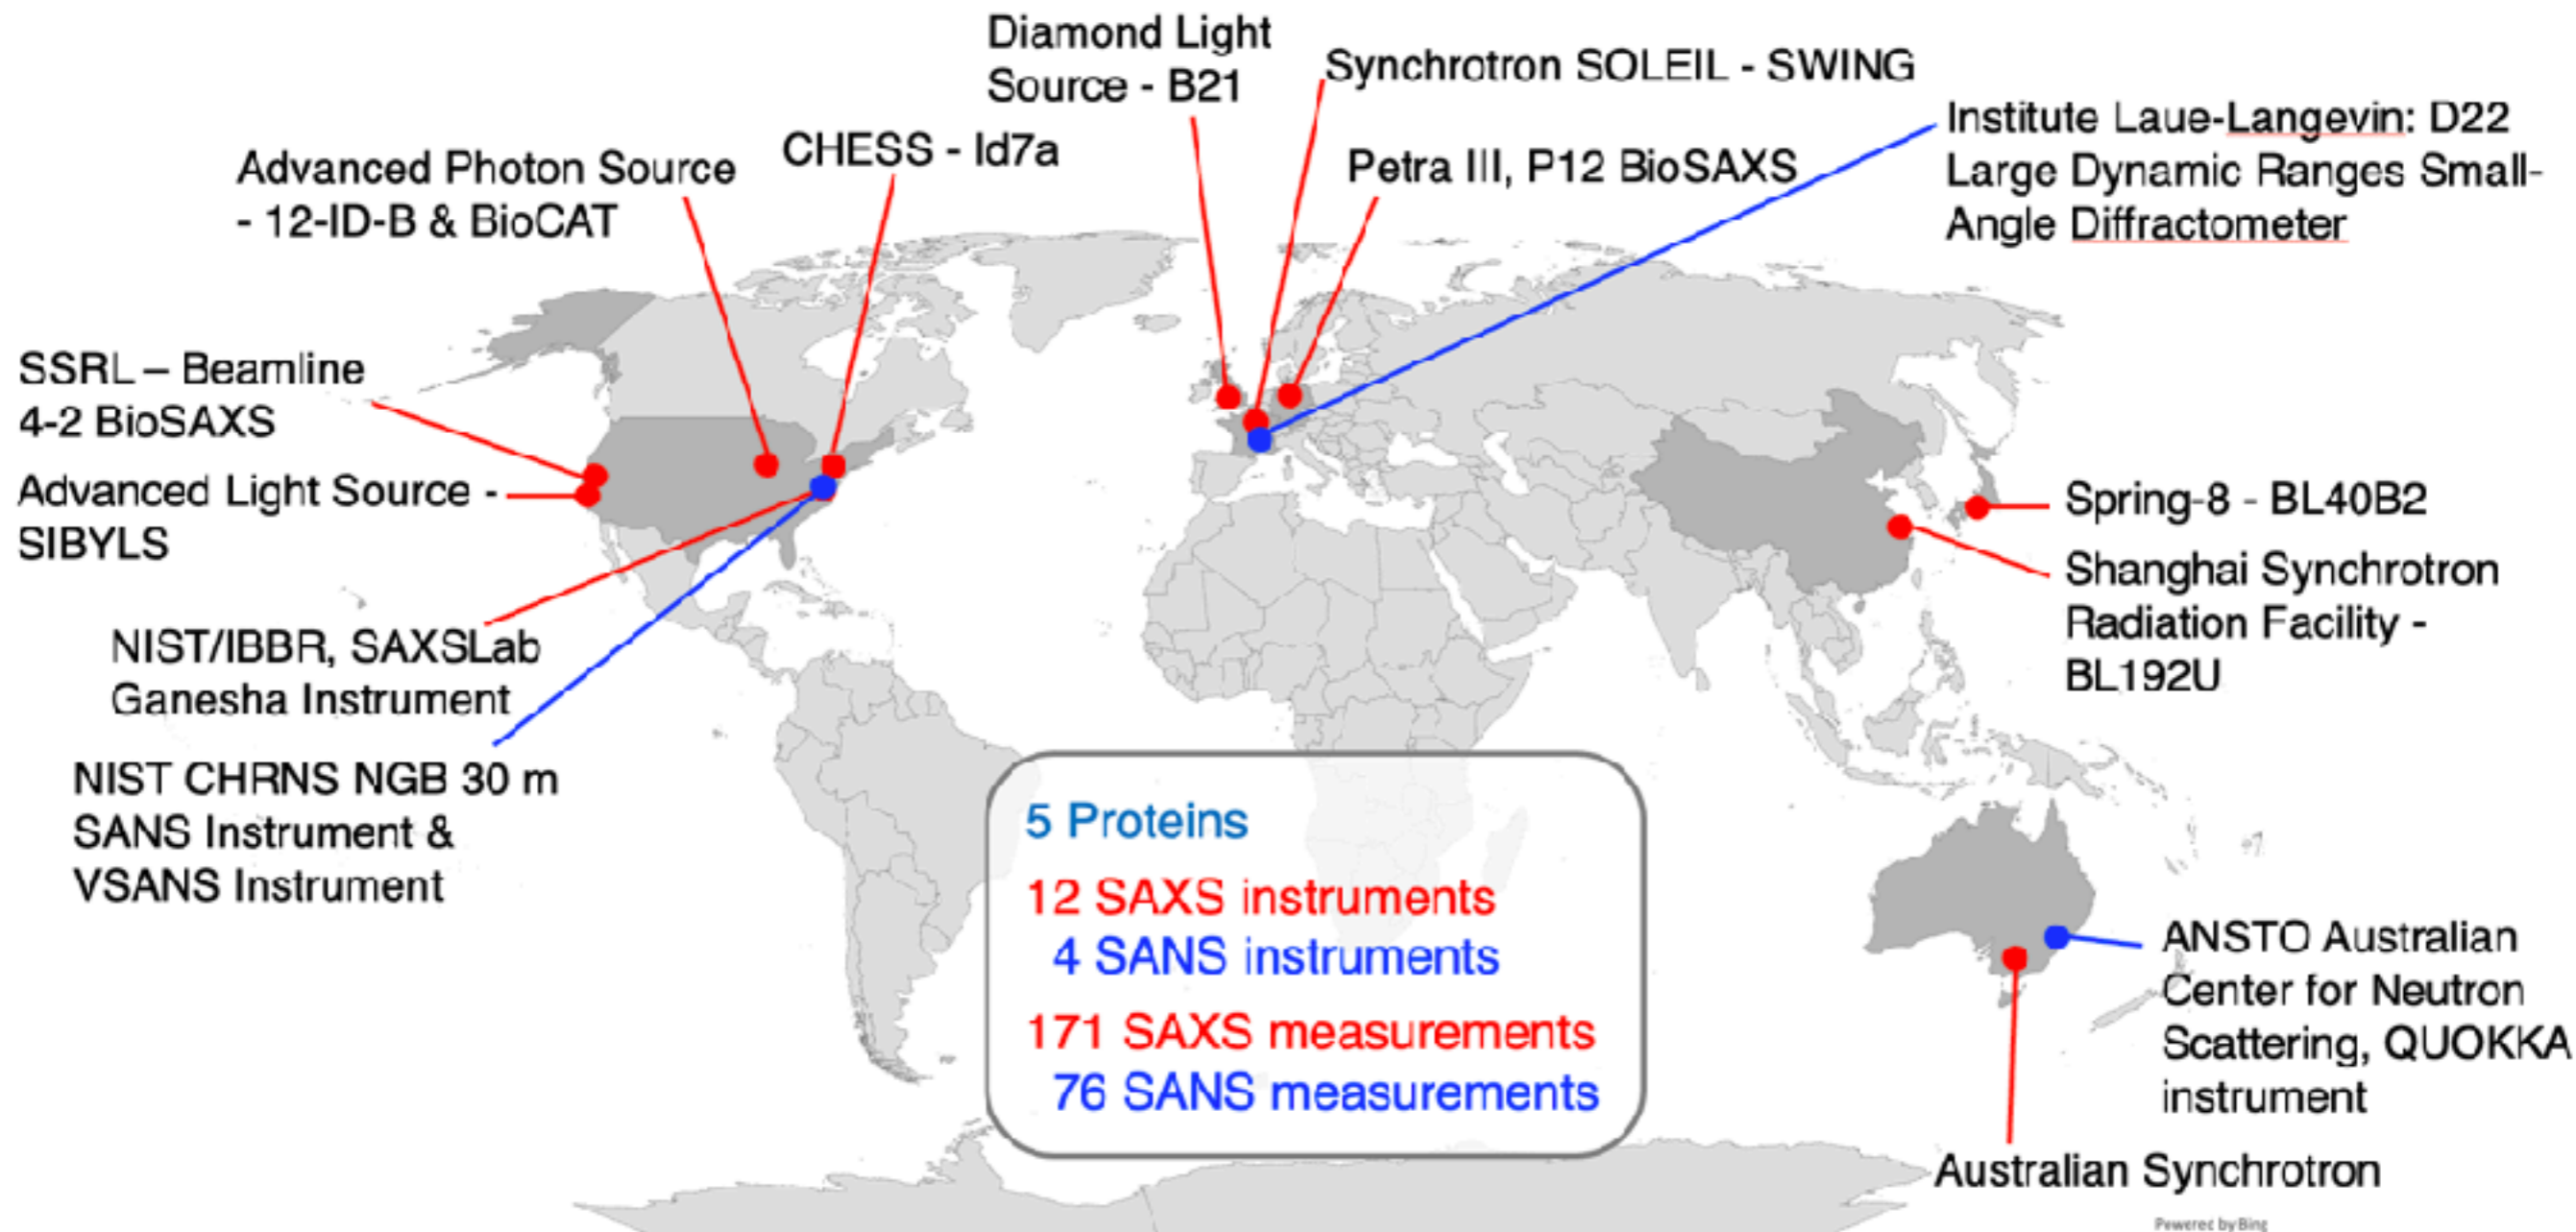 Diamond Light
Source - B21
Synchrotron SOLEIL - SWING
Institute Laue-Langevin: D22
Large Dynamic Ranges Small-
Angle Diffractometer
CHESS - Id7a
Petra III, P12 BioSAXS
Advanced Photon Source
- 12-ID-B & BioCAT
SSRL – Beamline
4-2 BioSAXS
Advanced Light Source -
SIBYLS
Spring-8 - BL40B2
Shanghai Synchrotron
Radiation Facility -
BL192U
NIST/IBBR, SAXSLab
Ganesha Instrument
NIST CHRNS NGB 30 m
SANS Instrument &
VSANS Instrument
5 Proteins
12 SAXS instruments
4 SANS instruments
171 SAXS measurements
76 SANS measurements
ANSTO Australian
Center for Neutron
Scattering, QUOKKA
instrument
Australian Synchrotron
Powered by Bing